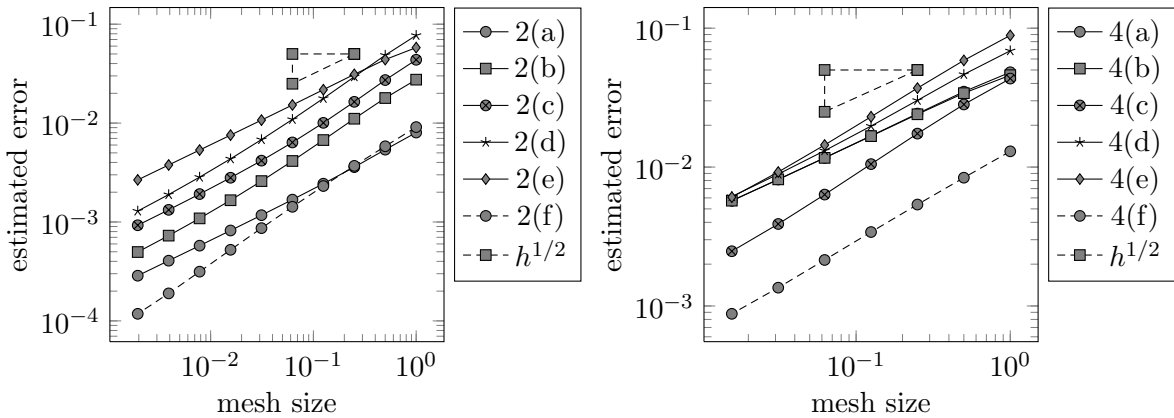 estimated error
10^{-1}
10^{-2}
10^{-3}
10^{-4}
10^{-2}
10^{-1}
10^{0}
mesh size
2(a)
2(b)
2(c)
2(d)
2(e)
2(f)
h^{1/2}
estimated error
10^{-1}
10^{-2}
10^{-3}
10^{-1}
10^{0}
mesh size
4(a)
4(b)
4(c)
4(d)
4(e)
4(f)
h^{1/2}